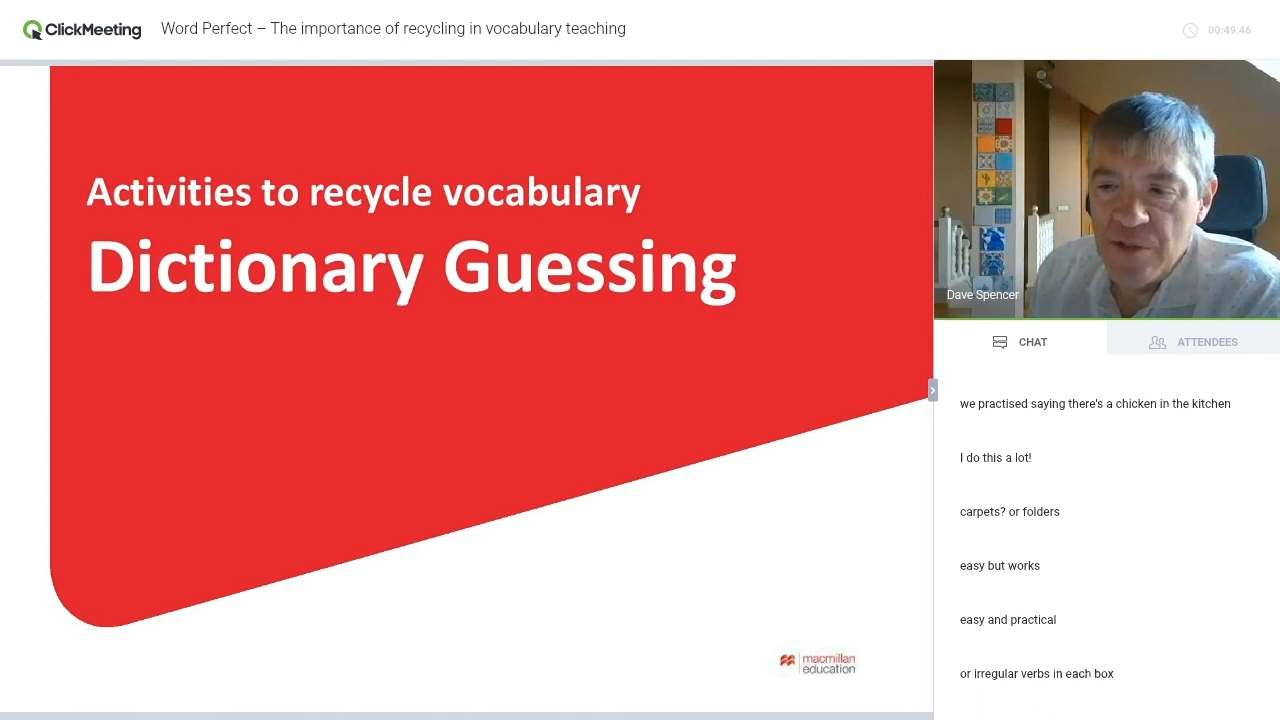 ClickMeeting
Word Perfect – The importance of recycling in vocabulary teaching
00:49:46
Activities to recycle vocabulary
Dictionary Guessing
macmillan
education
Dave Spencer
CHAT
ATTENDEES
we practised saying there's a chicken in the kitchen
I do this a lot!
carpets? or folders
easy but works
easy and practical
or irregular verbs in each box